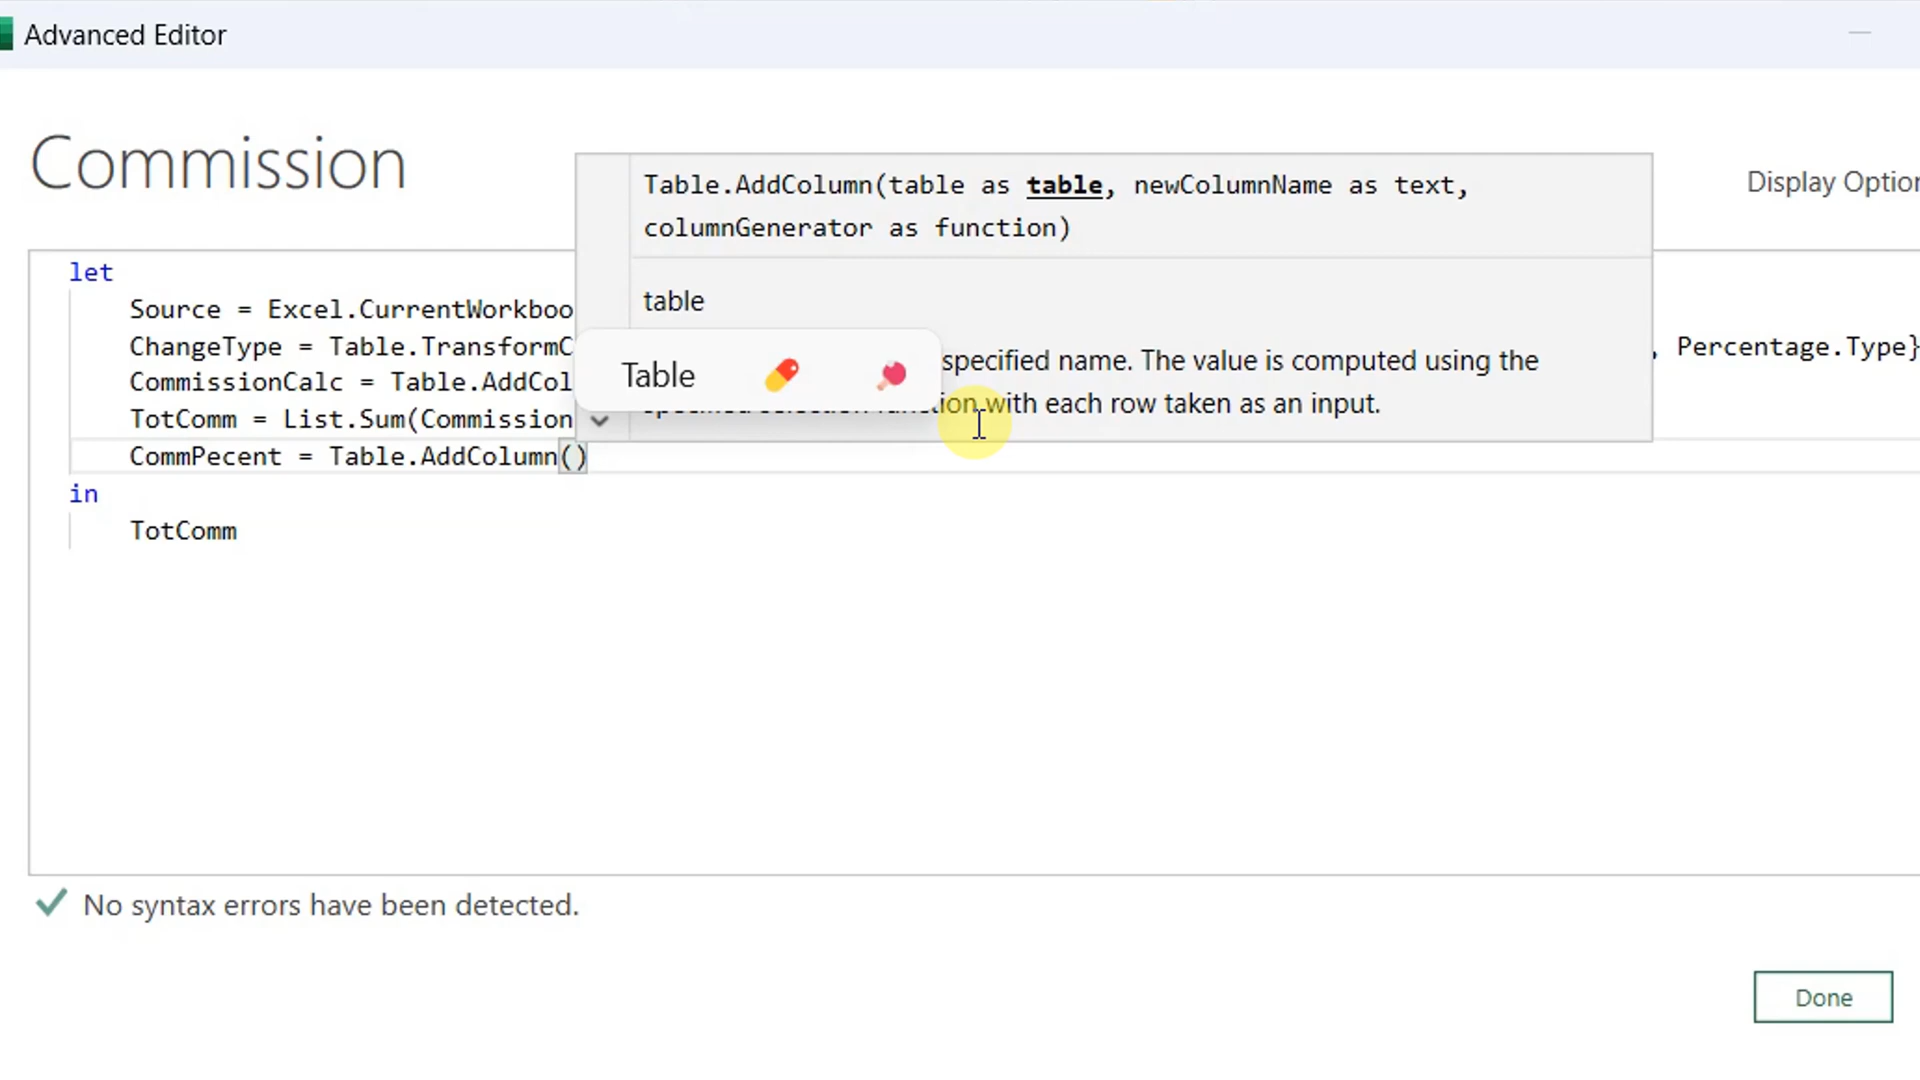 Advanced Editor
Commission
Display Option
Table.AddColumn(table as table, newColumnName as text,
columnGenerator as function)
table
specified name. The value is computed using the
with each row taken as an input.
Table
let
Source = Excel.CurrentWorkboo
ChangeType = Table.TransformC
, Percentage.Type}
CommissionCalc = Table.AddCol
TotComm = List.Sum(Commission
CommPecent = Table.AddColumn()
in
TotComm
No syntax errors have been detected.
Done